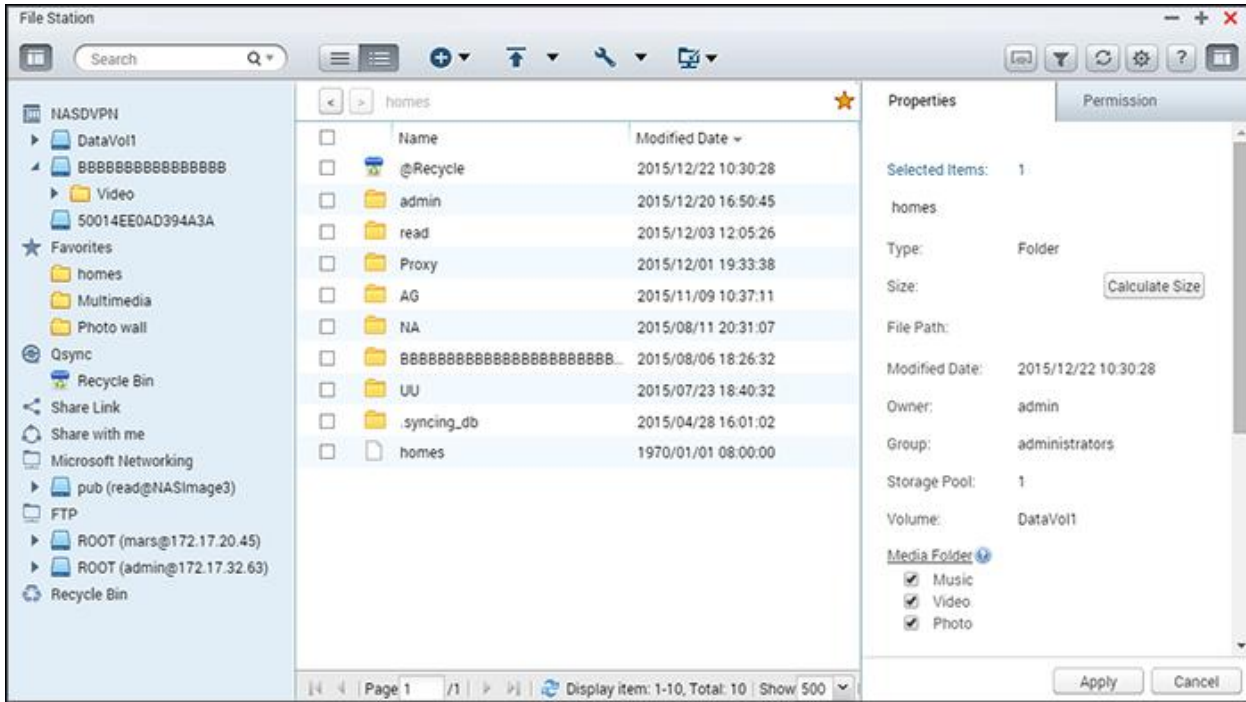 File Station
Search
NASDVPN
DataVol1
BBBBBBBBBBBBBBBB
Video
50014EE0AD394A3A
Favorites
homes
Multimedia
Photo wall
Qsync
Recycle Bin
Share Link
Share with me
Microsoft Networking
pub (read@NASImage3)
FTP
ROOT (mars@172.17.20.45)
ROOT (admin@172.17.32.63)
Recycle Bin
homes
Name Modified Date
@Recycle 2015/12/22 10:30:28
admin 2015/12/20 16:50:45
read 2015/12/03 12:05:26
Proxy 2015/12/01 19:33:38
AG 2015/11/09 10:37:11
NA 2015/08/11 20:31:07
BBBBBBBBBBBBBBBBBBBBBBBB... 2015/08/06 18:26:32
UU 2015/07/23 18:40:32
.syncing_db 2015/04/28 16:01:02
homes 1970/01/01 08:00:00
Page 1 /1 Display item: 1-10, Total: 10 Show 500
Properties Permission
Selected Items: 1
homes
Type: Folder
Size: Calculate Size
File Path:
Modified Date: 2015/12/22 10:30:28
Owner: admin
Group: administrators
Storage Pool: 1
Volume: DataVol1
Media Folder
Music
Video
Photo
Apply Cancel